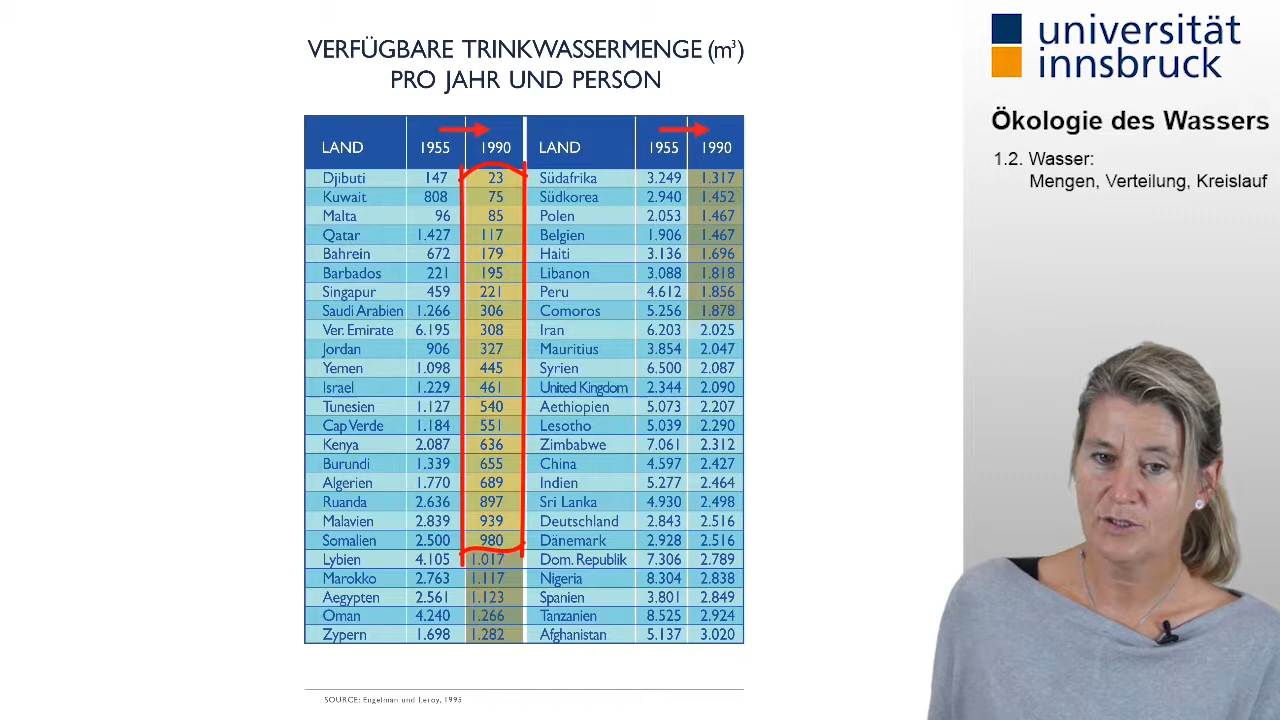 VERFÜGBARE TRINKWASSERMENGE (m³)
PRO JAHR UND PERSON
LAND 1955 1990 LAND 1955 1990
Djibuti 147 23 Südafrika 3.249 1.317
Kuwait 808 75 Südkorea 2.940 1.452
Malta 96 85 Polen 2.053 1.467
Qatar 1.427 117 Belgien 1.906 1.467
Bahrein 672 179 Haiti 3.136 1.696
Barbados 221 195 Libanon 3.088 1.818
Singapur 459 221 Peru 4.612 1.856
Saudi Arabien 1.266 306 Comoros 5.256 1.878
Ver. Emirate 6.195 308 Iran 6.203 2.025
Jordan 906 327 Mauritius 3.854 2.047
Yemen 1.098 445 Syrien 6.500 2.087
Israel 1.229 461 United Kingdom 2.344 2.090
Tunesien 1.127 540 Aethiopien 5.073 2.207
Cap Verde 1.184 551 Lesotho 5.039 2.290
Kenya 2.087 636 Zimbabwe 7.061 2.312
Burundi 1.339 655 China 4.597 2.427
Algerien 1.770 689 Indien 5.277 2.464
Ruanda 2.636 897 Sri Lanka 4.930 2.498
Malavien 2.839 939 Deutschland 2.843 2.516
Somalien 2.500 980 Dänemark 2.928 2.516
Lybien 4.105 1.017 Dom. Republik 7.306 2.789
Marokko 2.763 1.117 Nigeria 8.304 2.838
Aegypten 2.561 1.123 Spanien 3.801 2.849
Oman 4.240 1.266 Tanzanien 8.525 2.924
Zypern 1.698 1.282 Afghanistan 5.137 3.020
SOURCE: Engelman und Leroy, 1995
universität
innsbruck
Ökologie des Wassers
1.2. Wasser:
Mengen, Verteilung, Kreislauf